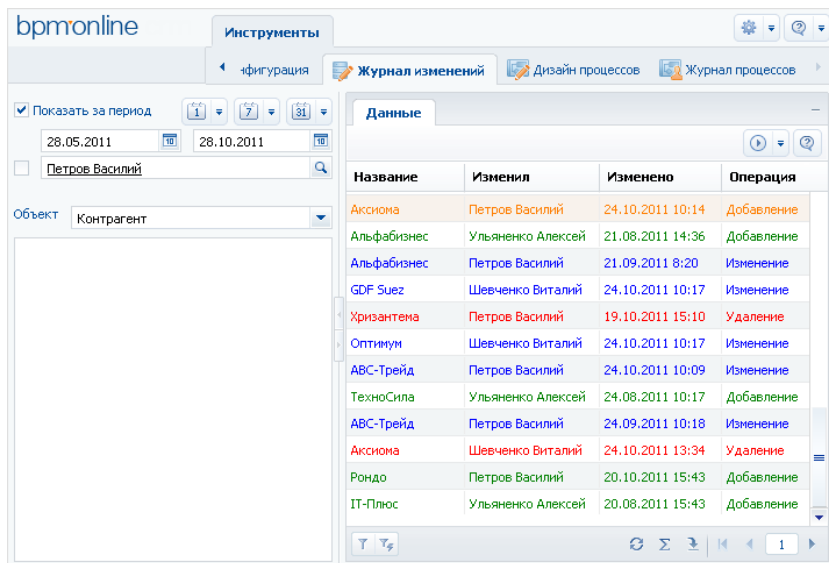 bpmonline
Инструменты
‹фигурация
Журнал изменений
Дизайн процессов
Журнал процессов
Показать за период
1
7
31
28.05.2011
10
28.10.2011
10
Петров Василий
Объект
Контрагент
Данные
Название Изменил Изменено Операция
Аксиома Петров Василий 24.10.2011 10:14 Добавление
Альфабизнес Ульяненко Алексей 21.08.2011 14:36 Добавление
Альфабизнес Петров Василий 21.09.2011 8:20 Изменение
GDF Suez Шевченко Виталий 24.10.2011 10:17 Изменение
Хризантема Петров Василий 19.10.2011 15:10 Удаление
Оптимум Шевченко Виталий 24.10.2011 10:17 Изменение
АВС-Трейд Петров Василий 24.10.2011 10:09 Изменение
ТехноСила Ульяненко Алексей 24.08.2011 10:17 Добавление
АВС-Трейд Петров Василий 24.09.2011 10:18 Изменение
Аксиома Шевченко Виталий 24.10.2011 13:34 Удаление
Рондо Петров Василий 20.10.2011 15:43 Добавление
IT-Плюс Ульяненко Алексей 20.08.2011 15:43 Добавление
Σ
1